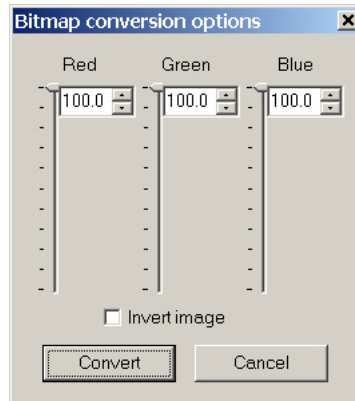 Bitmap conversion options
Red Green Blue
100.0 100.0 100.0
Invert image
Convert Cancel